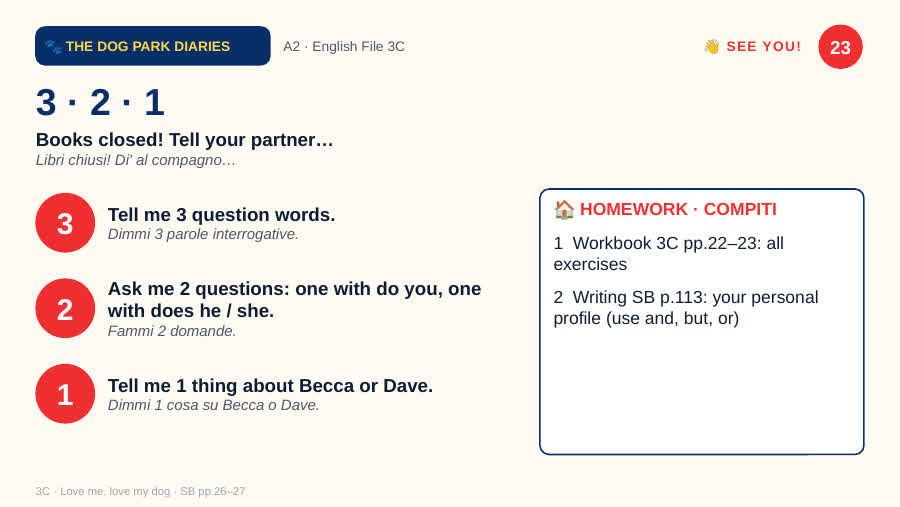 🐾 THE DOG PARK DIARIES
A2 · English File 3C
👋 SEE YOU!
23
3 · 2 · 1
Books closed! Tell your partner…
Libri chiusi! Di' al compagno…
3
Tell me 3 question words.
Dimmi 3 parole interrogative.
2
Ask me 2 questions: one with do you, one
with does he / she.
Fammi 2 domande.
1
Tell me 1 thing about Becca or Dave.
Dimmi 1 cosa su Becca o Dave.
🏠 HOMEWORK · COMPITI
1 Workbook 3C pp.22–23: all
exercises
2 Writing SB p.113: your personal
profile (use and, but, or)
3C · Love me, love my dog · SB pp.26–27